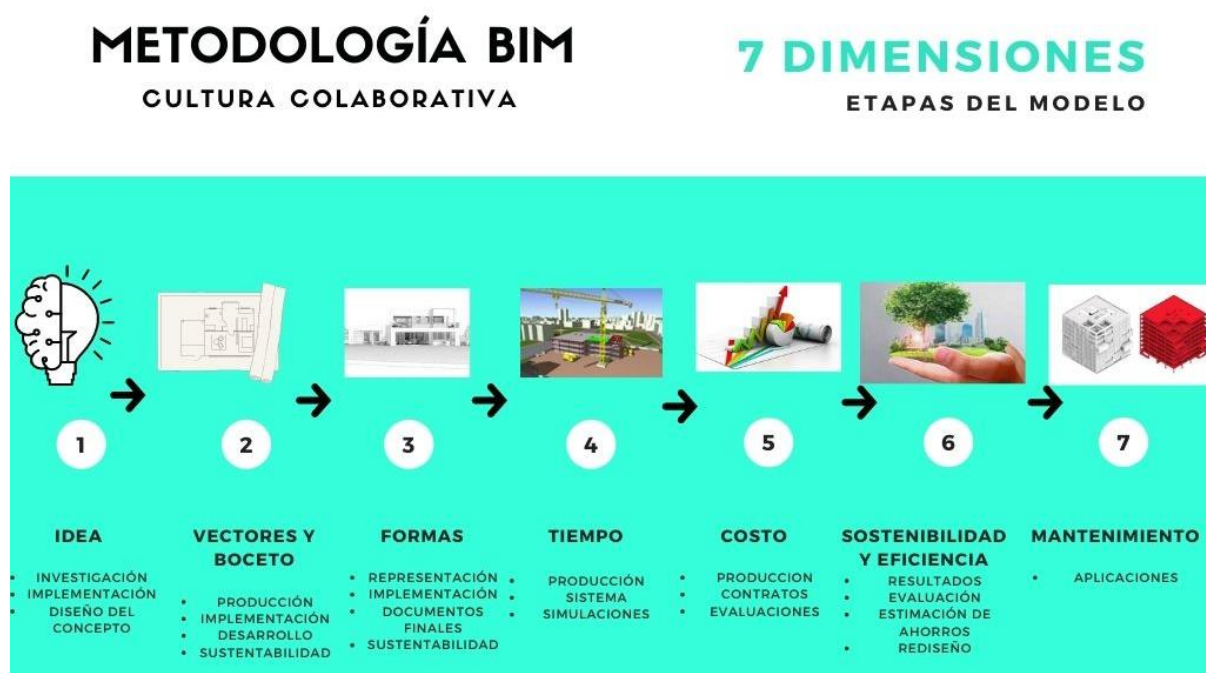 METODOLOGÍA BIM
CULTURA COLABORATIVA
7 DIMENSIONES
ETAPAS DEL MODELO
1
2
3
4
5
6
7
IDEA
• INVESTIGACIÓN
• IMPLEMENTACIÓN
• DISEÑO DEL
CONCEPTO
VECTORES Y
BOCETO
• PRODUCCIÓN
• IMPLEMENTACIÓN
• DESARROLLO
• SUSTENTABILIDAD
FORMAS
• REPRESENTACIÓN
• IMPLEMENTACIÓN
• DOCUMENTOS
FINALES
• SUSTENTABILIDAD
TIEMPO
• PRODUCCIÓN
• SISTEMA
• SIMULACIONES
COSTO
• PRODUCCION
• CONTRATOS
• EVALUACIONES
SOSTENIBILIDAD
Y EFICIENCIA
• RESULTADOS
• EVALUACIÓN
• ESTIMACIÓN DE
AHORROS
• REDISEÑO
MANTENIMIENTO
• APLICACIONES